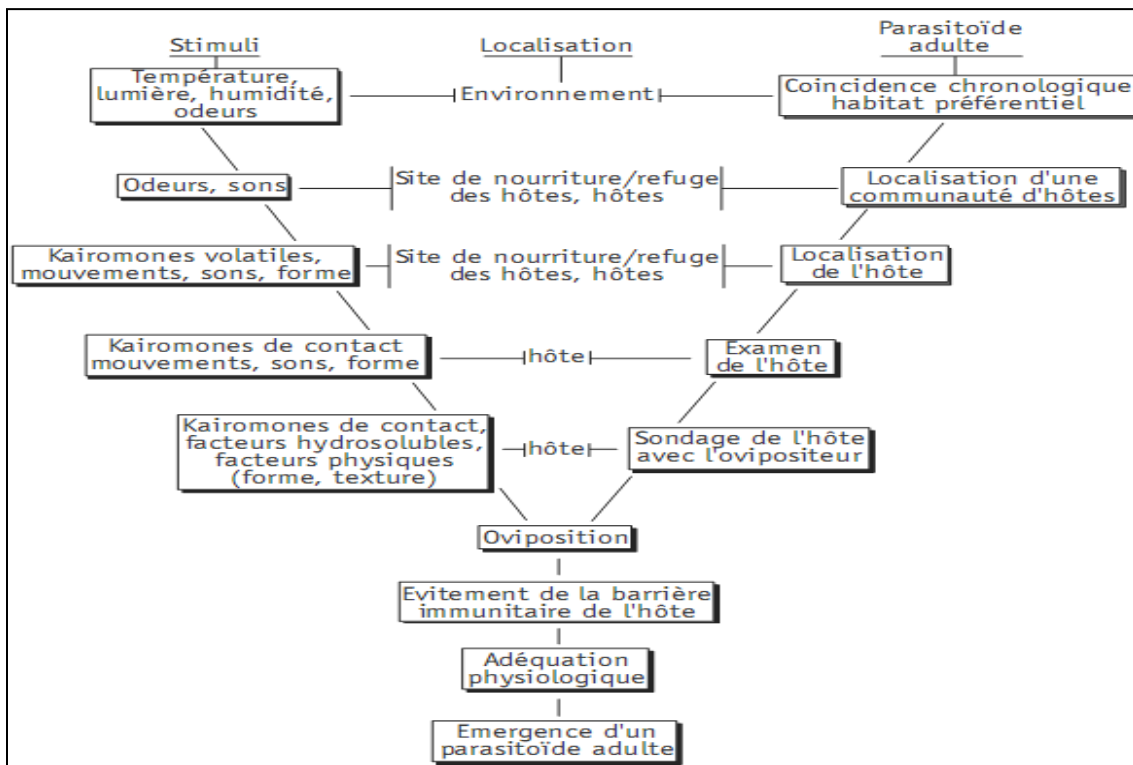 Stimuli
Localisation
Parasitoïde
adulte
Température,
lumière, humidité,
odeurs
Environnement
Coincidence chronologique
habitat préférentiel
Odeurs, sons
Site de nourriture/refuge
des hôtes, hôtes
Localisation d'une
communauté d'hôtes
Kairomones volatiles,
mouvements, sons, forme
Site de nourriture/refuge
des hôtes, hôtes
Localisation
de l'hôte
Kairomones de contact
mouvements, sons, forme
hôte
Examen
de l'hôte
Kairomones de contact,
facteurs hydrosolubles,
facteurs physiques
(forme, texture)
hôte
Sondage de l'hôte
avec l'ovipositeur
Oviposition
Evitement de la barrière
immunitaire de l'hôte
Adéquation
physiologique
Emergence d'un
parasitoïde adulte